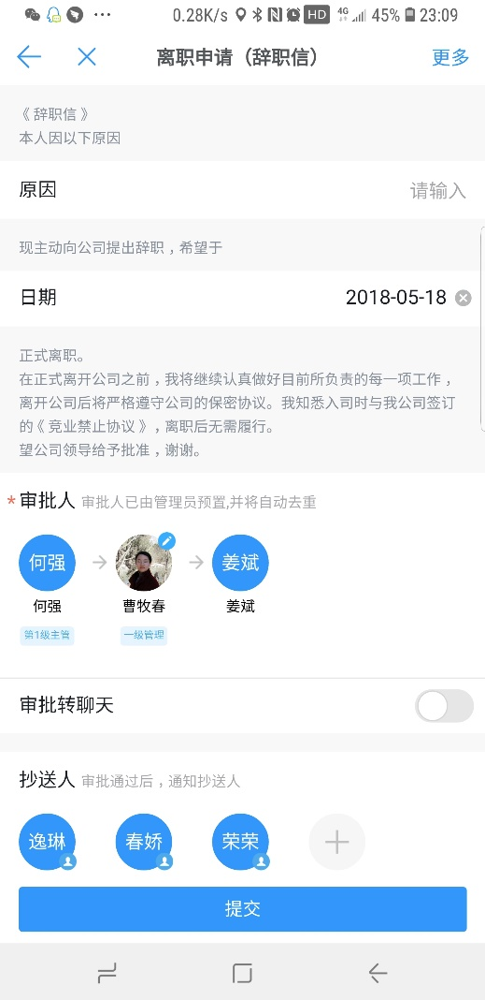 0.28K/s HD 4G 45% 23:09
离职申请（辞职信） 更多
《 辞职信 》
本人因以下原因
原因 请输入
现主动向公司提出辞职，希望于
日期 2018-05-18
正式离职。
在正式离开公司之前，我将继续认真做好目前所负责的每一项工作，
离开公司后将严格遵守公司的保密协议。我知悉入司时与我公司签订
的《 竞业禁止协议 》，离职后无需履行。
望公司领导给予批准，谢谢。
*审批人 审批人已由管理员预置,并将自动去重
何强 姜斌
何强 曹牧春 姜斌
第1级主管 一级管理
审批转聊天
抄送人 审批通过后，通知抄送人
逸琳 春娇 荣荣
提交